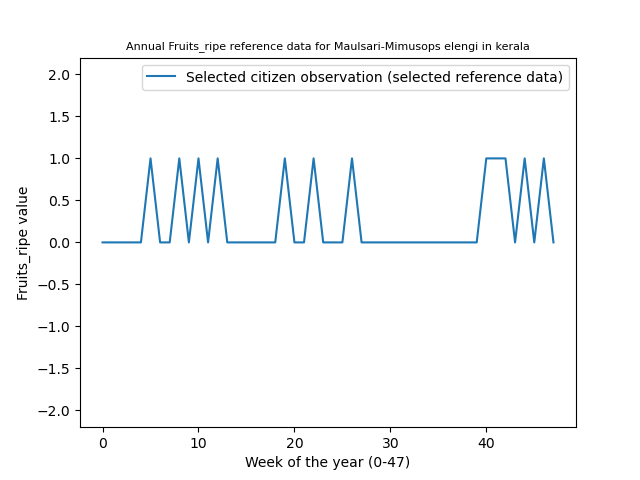 Annual Fruits_ripe reference data for Maulsari-Mimusops elengi in kerala
Selected citizen observation (selected reference data)
2.0
1.5
1.0
0.5
0.0
−0.5
−1.0
−1.5
−2.0
Fruits_ripe value
0 10 20 30 40
Week of the year (0-47)